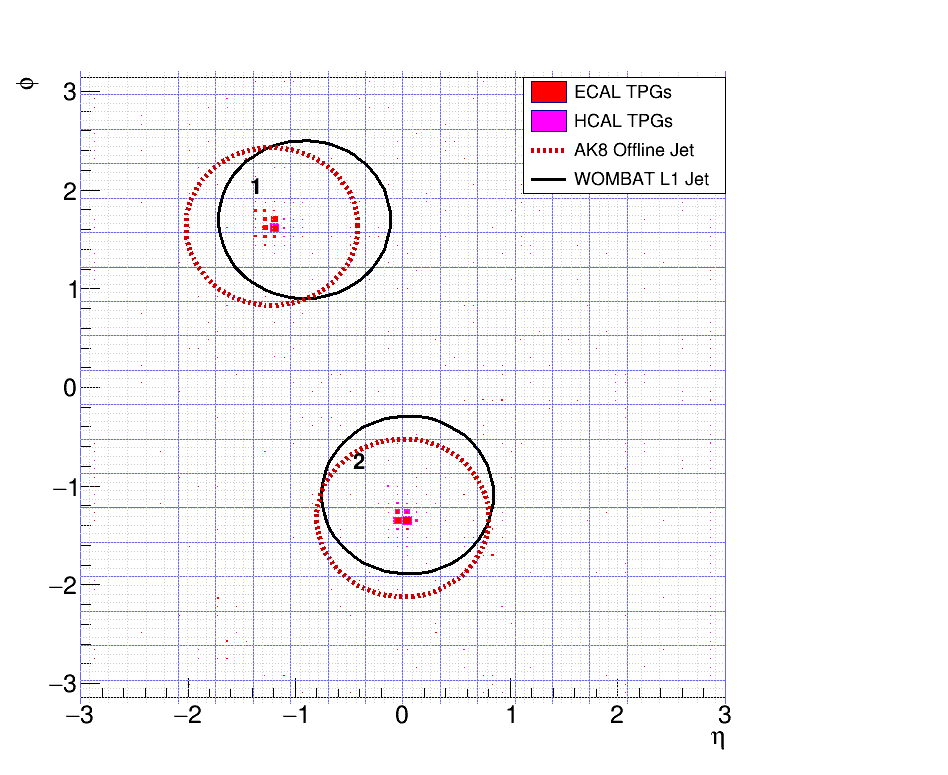 φ
3
2
1
0
−1
−2
−3
ECAL TPGs
HCAL TPGs
AK8 Offline Jet
WOMBAT L1 Jet
1
2
−3 −2 −1 0 1 2 3
η